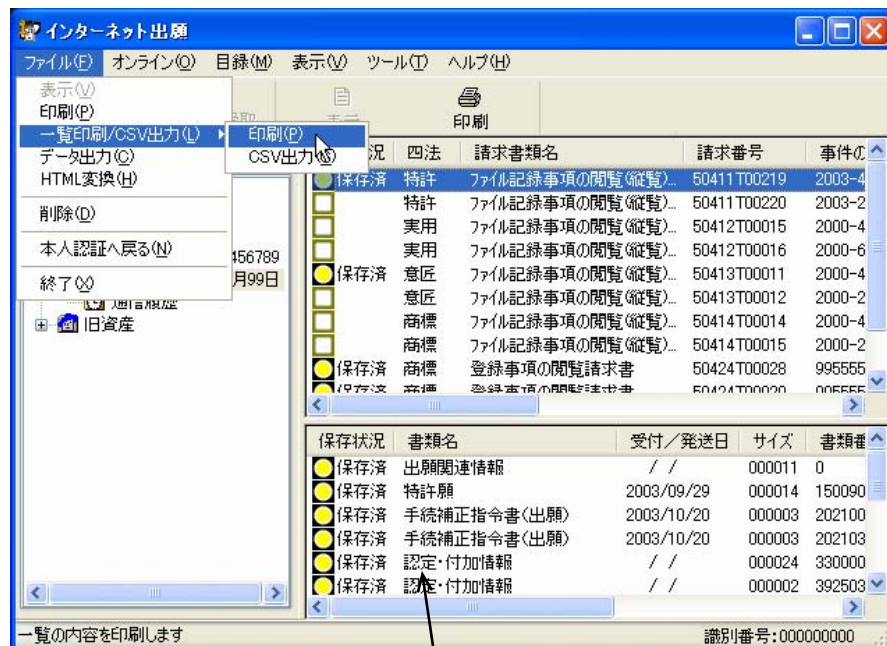 インターネット出願
ファイル(F) オンライン(O) 目録(M) 表示(V) ツール(T) ヘルプ(H)
表示(V)
印刷(P)
一覧印刷/CSV出力(L)
データ出力(C)
HTML変換(H)
削除(D)
本人認証へ戻る(N)
終了(X)
印刷(P)
CSV出力(S)
印刷
況 四法 請求書類名 請求番号 事件の
保存済 特許 ファイル記録事項の閲覧(縦覧)... 50411T00219 2003-4
特許 ファイル記録事項の閲覧(縦覧)... 50411T00220 2003-2
実用 ファイル記録事項の閲覧(縦覧)... 50412T00015 2000-4
実用 ファイル記録事項の閲覧(縦覧)... 50412T00016 2000-6
保存済 意匠 ファイル記録事項の閲覧(縦覧)... 50413T00011 2000-4
意匠 ファイル記録事項の閲覧(縦覧)... 50413T00012 2000-2
商標 ファイル記録事項の閲覧(縦覧)... 50414T00014 2000-4
商標 ファイル記録事項の閲覧(縦覧)... 50414T00015 2000-2
保存済 商標 登録事項の閲覧請求書 50424T00028 995555
456789
月99日
通信履歴
旧資産
保存状況 書類名 受付/発送日 サイズ 書類番
保存済 出願関連情報 / / 000011 0
保存済 特許願 2003/09/29 000014 150090
保存済 手続補正指令書(出願) 2003/10/20 000003 202100
保存済 手続補正指令書(出願) 2003/10/20 000003 202103
保存済 認定・付加情報 / / 000024 330000
保存済 認定・付加情報 / / 000002 392503
一覧の内容を印刷します 識別番号:000000000